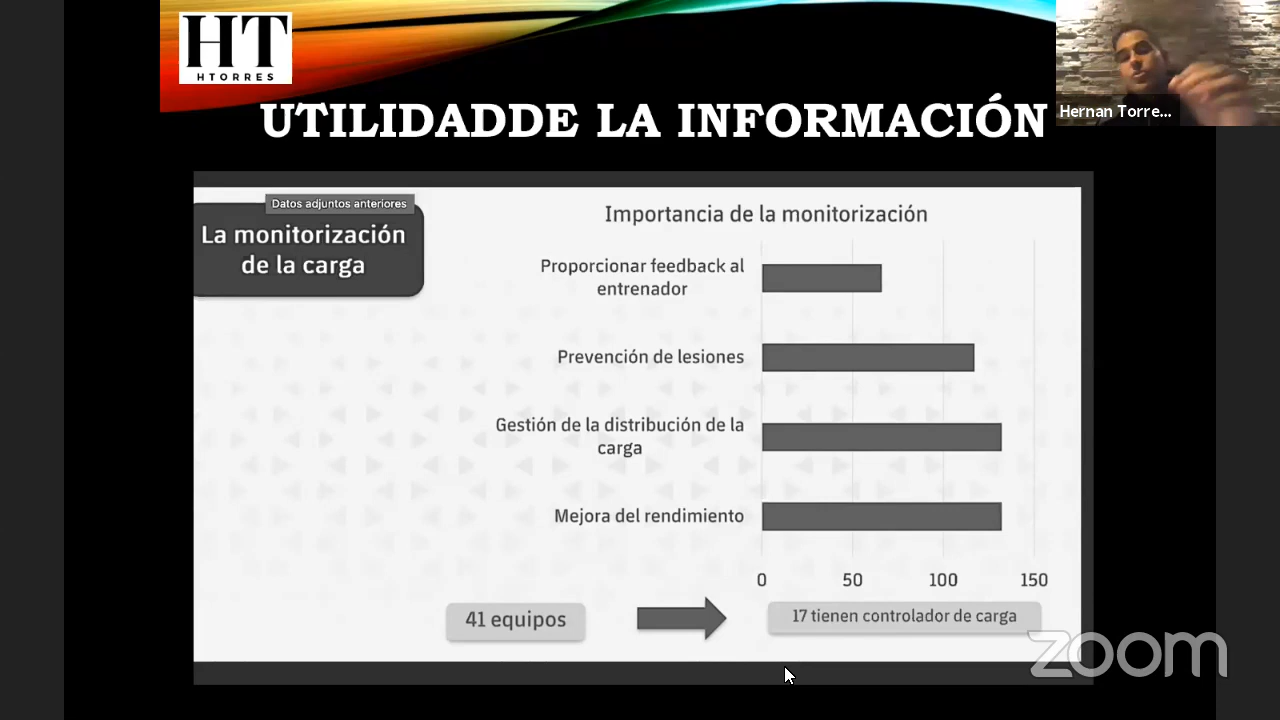 HT
HTORRES
Hernan Torre...
UTILIDADDE LA INFORMACIÓN
Datos adjuntos anteriores
La monitorización
de la carga
Importancia de la monitorización
Proporcionar feedback al
entrenador
Prevención de lesiones
Gestión de la distribución de la
carga
Mejora del rendimiento
0 50 100 150
41 equipos
17 tienen controlador de carga
zoom